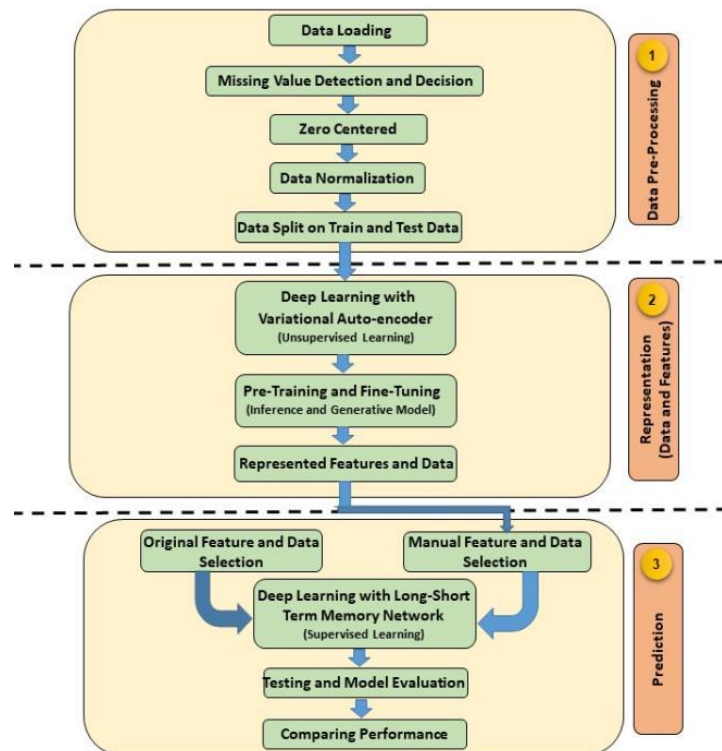 Data Loading
Missing Value Detection and Decision
Zero Centered
Data Normalization
Data Split on Train and Test Data
1
Data Pre-Processing
Deep Learning with
Variational Auto-encoder
(Unsupervised Learning)
Pre-Training and Fine-Tuning
(Inference and Generative Model)
Represented Features and Data
2
Representation
(Data and Features)
Original Feature and Data
Selection
Manual Feature and Data
Selection
Deep Learning with Long-Short
Term Memory Network
(Supervised Learning)
Testing and Model Evaluation
Comparing Performance
3
Prediction